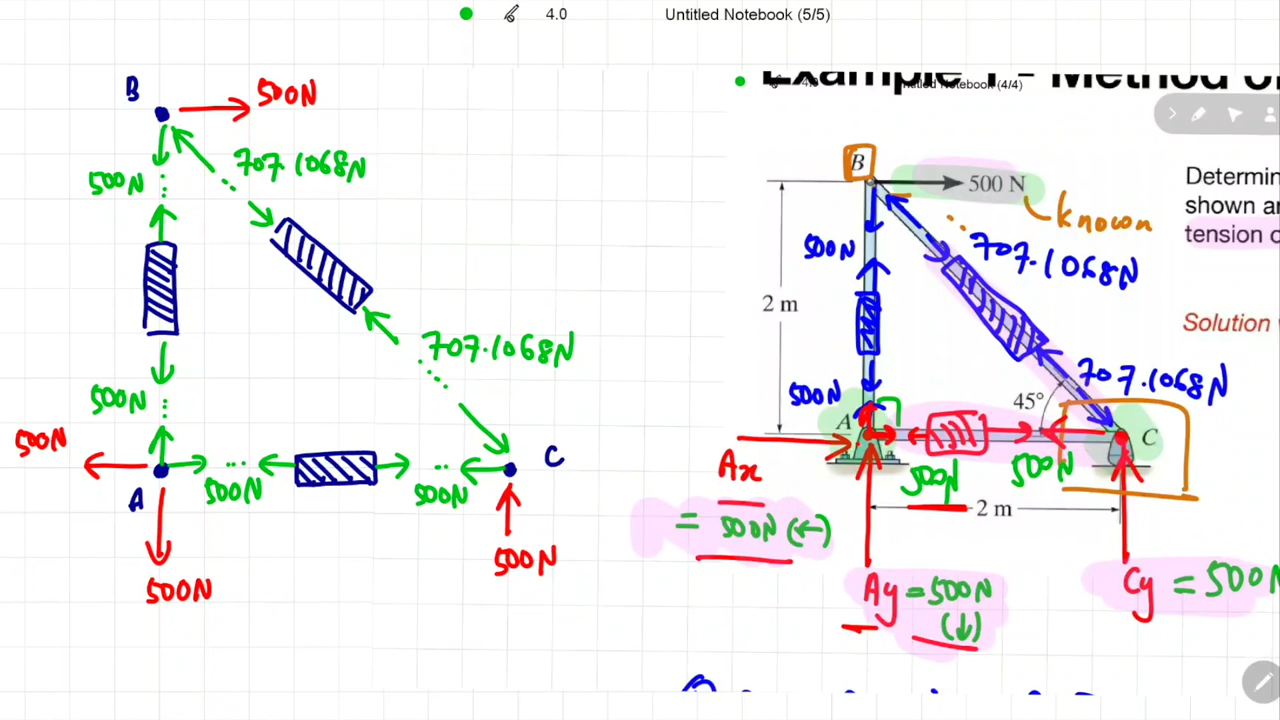 4.0
Untitled Notebook (5/5)
B
500N
707.1068N
500N
707.1068N
500N
500N
500N
500N
A
C
500N
500N
Untitled Notebook (4/4)
Example 1 - Method of
B
500 N
known
500N
707.1068N
2 m
500N
707.1068N
45°
A
C
Ax
500N
500N
= 500N (←)
2 m
Ay = 500N
(↓)
Cy = 500N
Determin
shown an
tension o
Solution